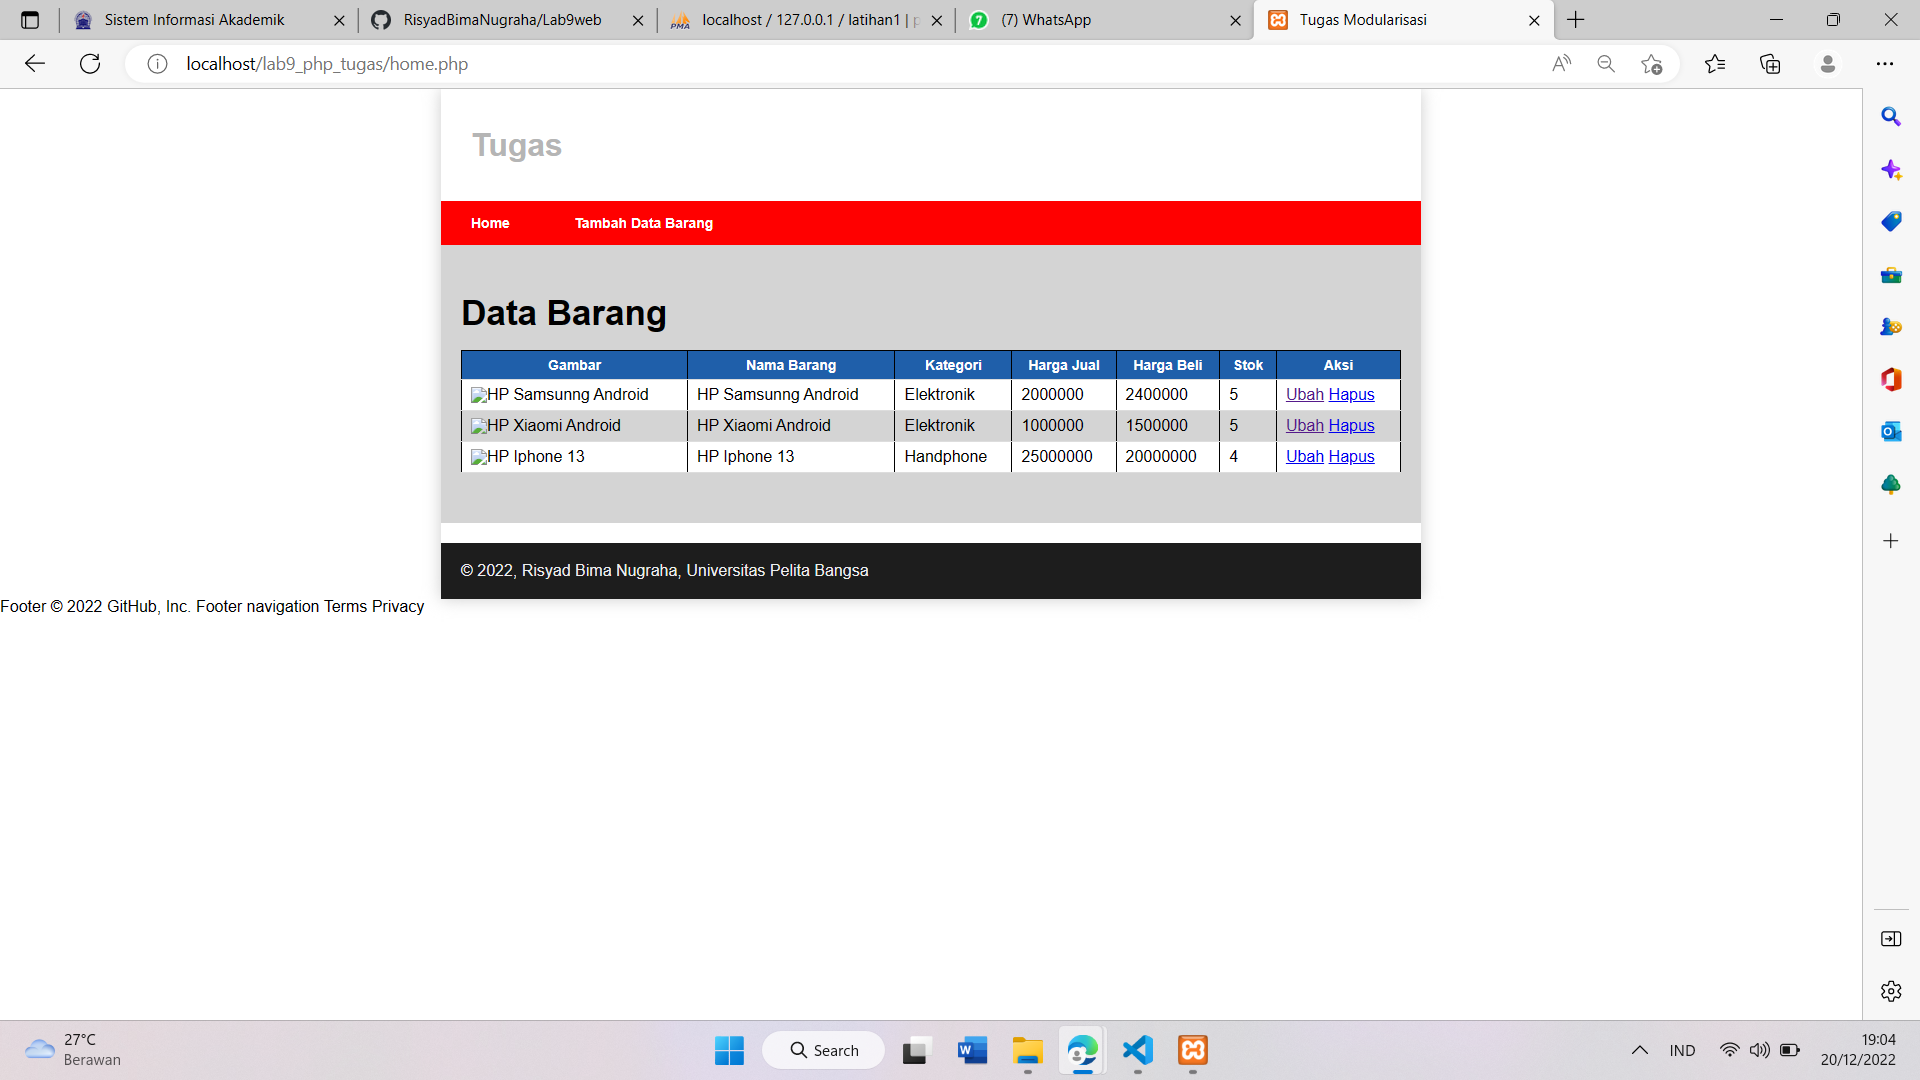 Sistem Informasi Akademik
RisyadBimaNugraha/Lab9web
localhost / 127.0.0.1 / latihan1 |
(7) WhatsApp
Tugas Modularisasi
localhost/lab9_php_tugas/home.php
Tugas
Home Tambah Data Barang
Data Barang
Gambar Nama Barang Kategori Harga Jual Harga Beli Stok Aksi
HP Samsunng Android HP Samsunng Android Elektronik 2000000 2400000 5 Ubah Hapus
HP Xiaomi Android HP Xiaomi Android Elektronik 1000000 1500000 5 Ubah Hapus
HP Iphone 13 HP Iphone 13 Handphone 25000000 20000000 4 Ubah Hapus
© 2022, Risyad Bima Nugraha, Universitas Pelita Bangsa
Footer © 2022 GitHub, Inc. Footer navigation Terms Privacy
27°C
Berawan
Search
IND
19:04
20/12/2022